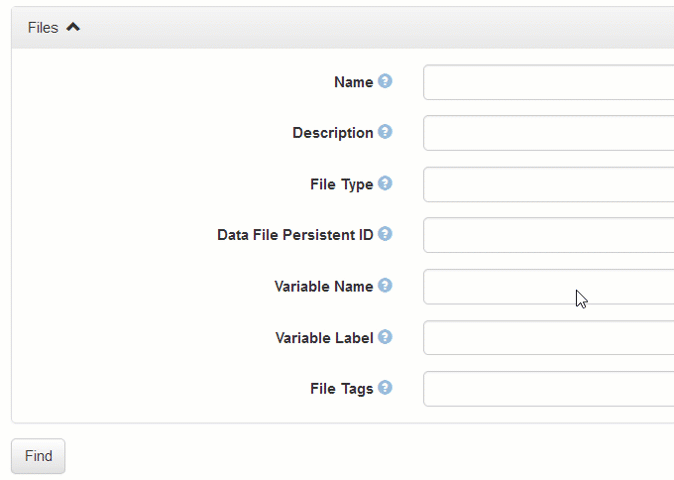 Files
Name
Description
File Type
Data File Persistent ID
Variable Name
Variable Label
File Tags
Find